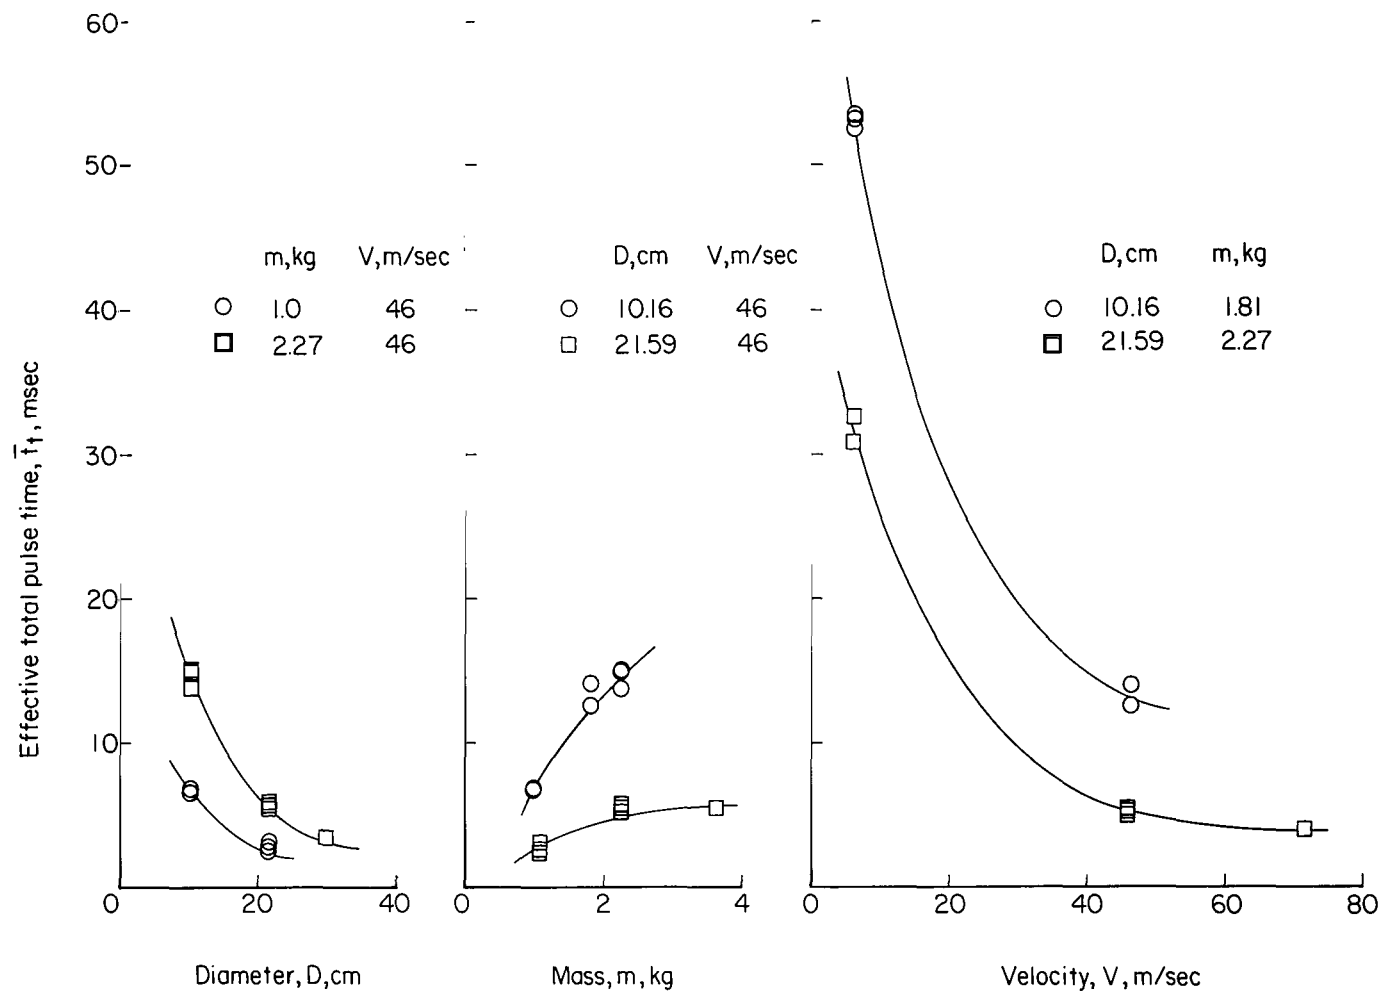 60
50
40
30
20
10
Effective total pulse time, t̄t, msec
m,kg V,m/sec
1.0 46
2.27 46
0 20 40
Diameter, D,cm
D,cm V,m/sec
10.16 46
21.59 46
0 2 4
Mass, m, kg
D,cm m,kg
10.16 1.81
21.59 2.27
0 20 40 60 80
Velocity, V, m/sec